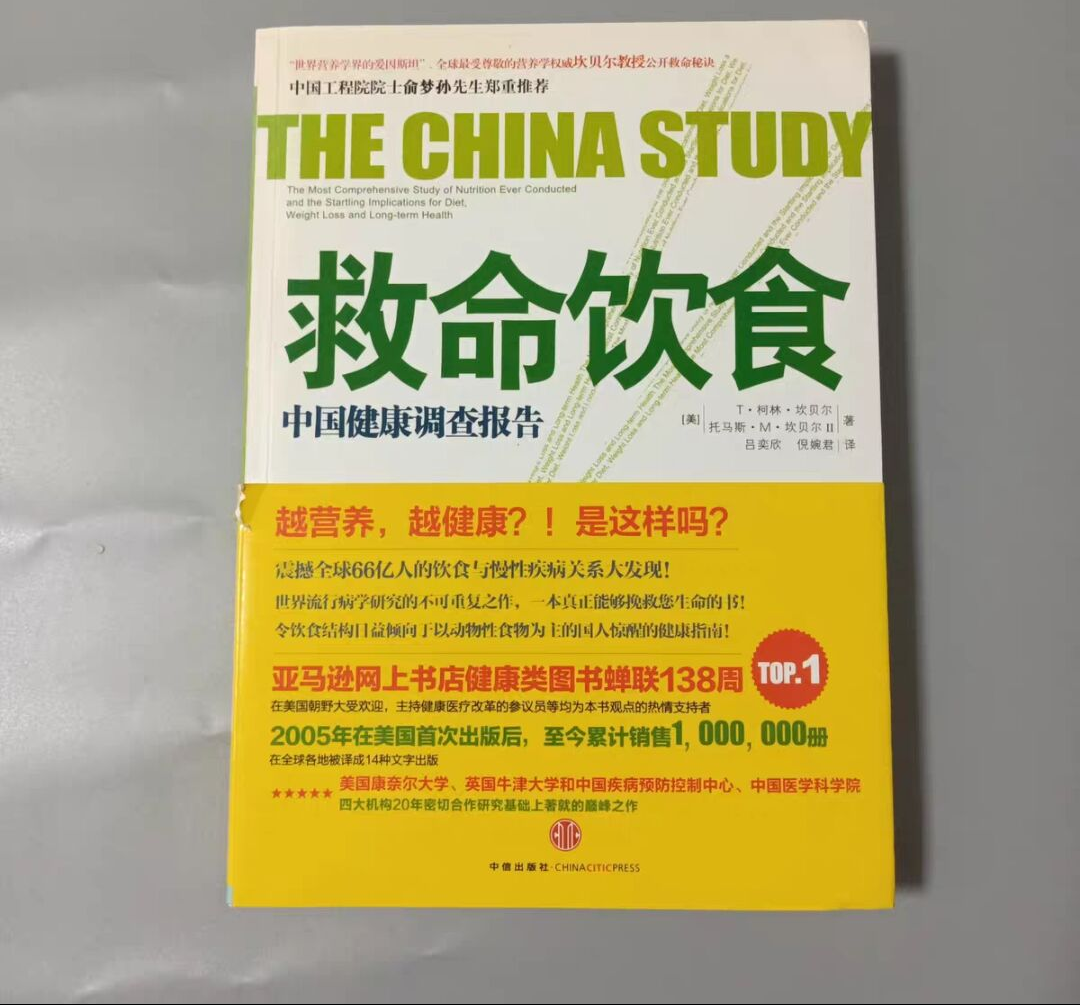 "世界营养学界的爱因斯坦"、全球最受尊敬的营养学权威坎贝尔教授公开救命秘诀
中国工程院院士俞梦孙先生郑重推荐
THE CHINA STUDY
The Most Comprehensive Study of Nutrition Ever Conducted
and the Startling Implications for Diet,
Weight Loss and Long-term Health
救命饮食
中国健康调查报告
[美] T·柯林·坎贝尔
托马斯·M·坎贝尔 II 著
吕奕欣 倪婉君 译
越营养，越健康？！是这样吗？
震撼全球66亿人的饮食与慢性疾病关系大发现！
世界流行病学研究的不可重复之作，一本真正能够挽救您生命的书！
令饮食结构日益倾向于以动物性食物为主的国人惊醒的健康指南！
亚马逊网上书店健康类图书蝉联138周
TOP.1
在美国朝野大受欢迎，主持健康医疗改革的参议员等均为本书观点的热情支持者
2005年在美国首次出版后，至今累计销售1，000，000册
在全球各地被译成14种文字出版
★★★★★ 美国康奈尔大学、英国牛津大学和中国疾病预防控制中心、中国医学科学院
四大机构20年密切合作研究基础上著就的巅峰之作
中信出版社·CHINACITICPRESS